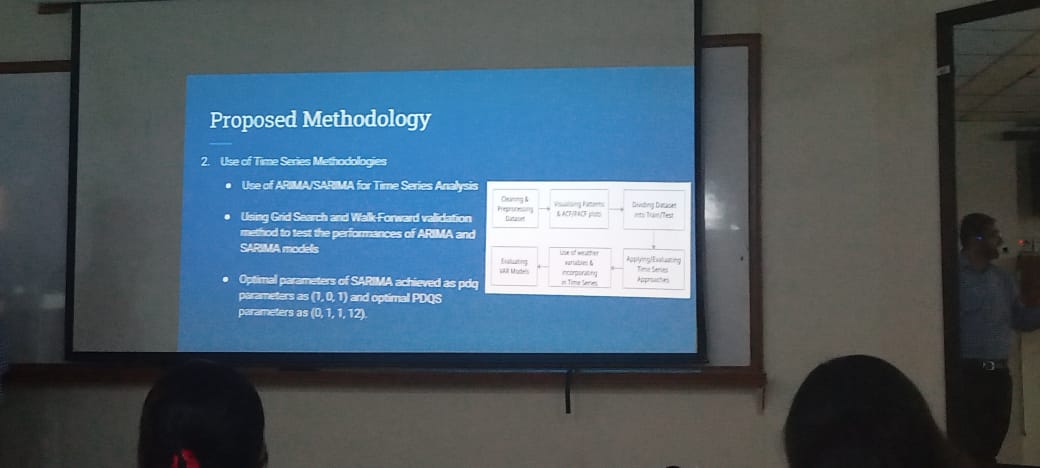 Proposed Methodology
2. Use of Time Series Methodologies
• Use of ARIMA/SARIMA for Time Series Analysis
• Using Grid Search and Walk-Forward validation
method to test the performances of ARIMA and
SARIMA models
• Optimal parameters of SARIMA achieved as pdq
parameters as (1, 0, 1) and optimal PDQS
parameters as (0, 1, 1, 12).
Cleaning &
Preprocessing
Dataset
Visualising Patterns
& ACF/PACF plots
Dividing Dataset
into Train/Test
Applying/Evaluating
Time Series
Approaches
Use of weather
variables &
incorporating
in Time Series
Evaluating
VAR Models